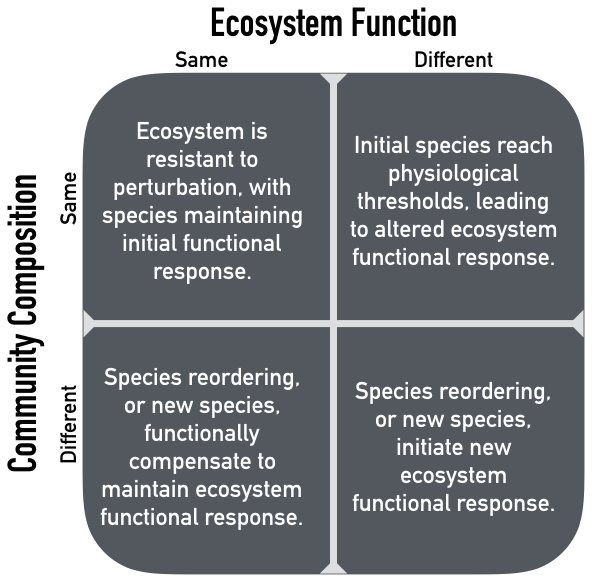 Ecosystem Function
Same
Different
Community Composition
Same
Ecosystem is
resistant to
perturbation, with
species maintaining
initial functional
response.
Initial species reach
physiological
thresholds, leading
to altered ecosystem
functional response.
Different
Species reordering,
or new species,
functionally
compensate to
maintain ecosystem
functional response.
Species reordering,
or new species,
initiate new
ecosystem
functional response.